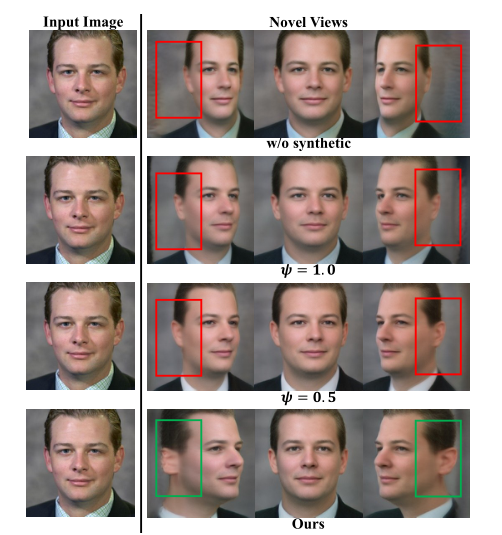 Input Image
Novel Views
w/o synthetic
ψ = 1.0
ψ = 0.5
Ours